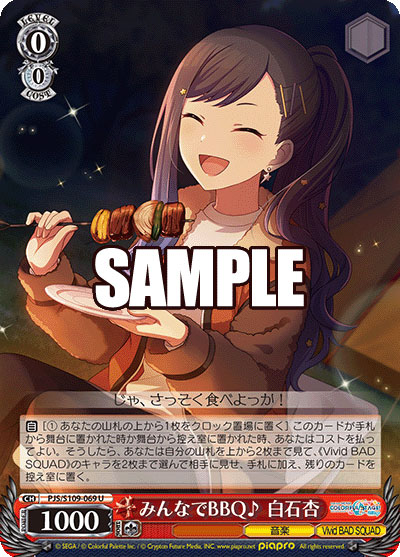 LEVEL
0
0
COST
SAMPLE
じゃ、さっそく食べよっか！
自 [① あなたの山札の上から1枚をクロック置場に置く] このカードが手
札から舞台に置かれた時か舞台から控え室に置かれた時、あなたはコストを払っ
てよい。そうしたら、あなたは自分の山札を上から2枚まで見て、《Vivid BAD
SQUAD》のキャラを2枚まで選んで相手に見せ、手札に加え、残りのカードを
控え室に置く。
CH PJS/S109-069 U
POWER 1000
みんなでBBQ♪ 白石杏
COLORFUL STAGE!
音楽 Vivid BAD SQUAD
© SEGA / © Colorful Palette Inc. / © Crypton Future Media, INC. www.piapro.net piapro All rights reserved.